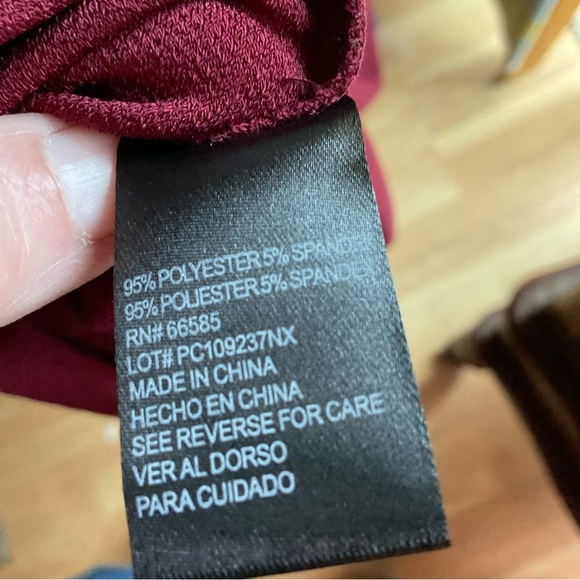 95% POLYESTER 5% SPANDEX
95% POLIESTER 5% SPANDEX
RN# 66585
LOT# PC109237NX
MADE IN CHINA
HECHO EN CHINA
SEE REVERSE FOR CARE
VER AL DORSO
PARA CUIDADO